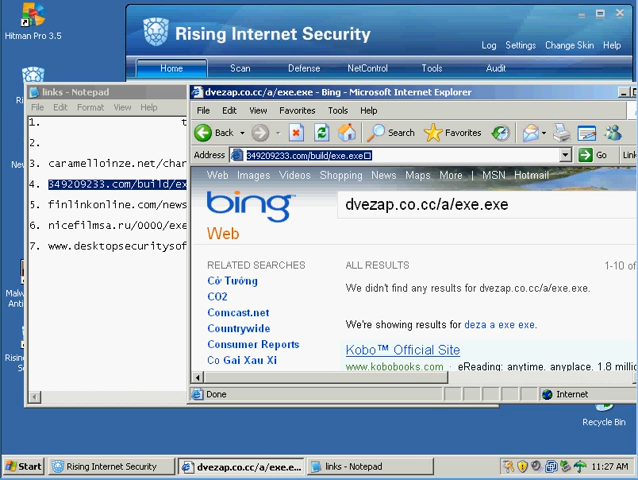 Hitman Pro 3.5
Rising Internet Security
Log Settings Change Skin Help
Home Scan Defense NetControl Tools Audit
links - Notepad
File Edit Format View Help
1.
2.
3. caramelloinze.net/char
4. 349209233.com/build/ex
5. finlinkonline.com/news
6. nicefilmsa.ru/0000/exe
7. www.desktopsecuritysof
dvezap.co.cc/a/exe.exe - Bing - Microsoft Internet Explorer
File Edit View Favorites Tools Help
Back Search Favorites
Address 349209233.com/build/exe.exe Go Link
Web Images Videos Shopping News Maps More | MSN Hotmail
bing dvezap.co.cc/a/exe.exe
Web
RELATED SEARCHES
Cờ Tướng
CO2
Comcast.net
Countrywide
Consumer Reports
Co Gai Xau Xi
ALL RESULTS 1-10 of
We didn't find any results for dvezap.co.cc/a/exe.exe.
We're showing results for deza a exe exe.
Kobo™ Official Site
www.kobobooks.com eReading: anytime. anyplace. 1.8 millio
Done Internet
Recycle Bin
Start Rising Internet Security dvezap.co.cc/a/exe.e... links - Notepad 11:27 AM